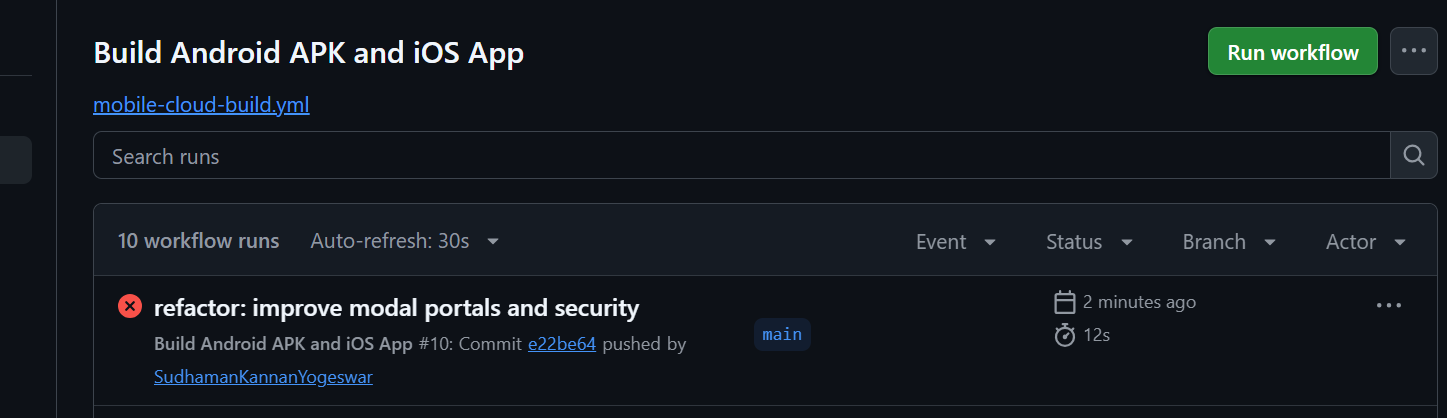 Build Android APK and iOS App
Run workflow
mobile-cloud-build.yml
Search runs
10 workflow runs
Auto-refresh: 30s
Event
Status
Branch
Actor
refactor: improve modal portals and security
Build Android APK and iOS App #10: Commit e22be64 pushed by
SudhamanKannanYogeswar
main
2 minutes ago
12s